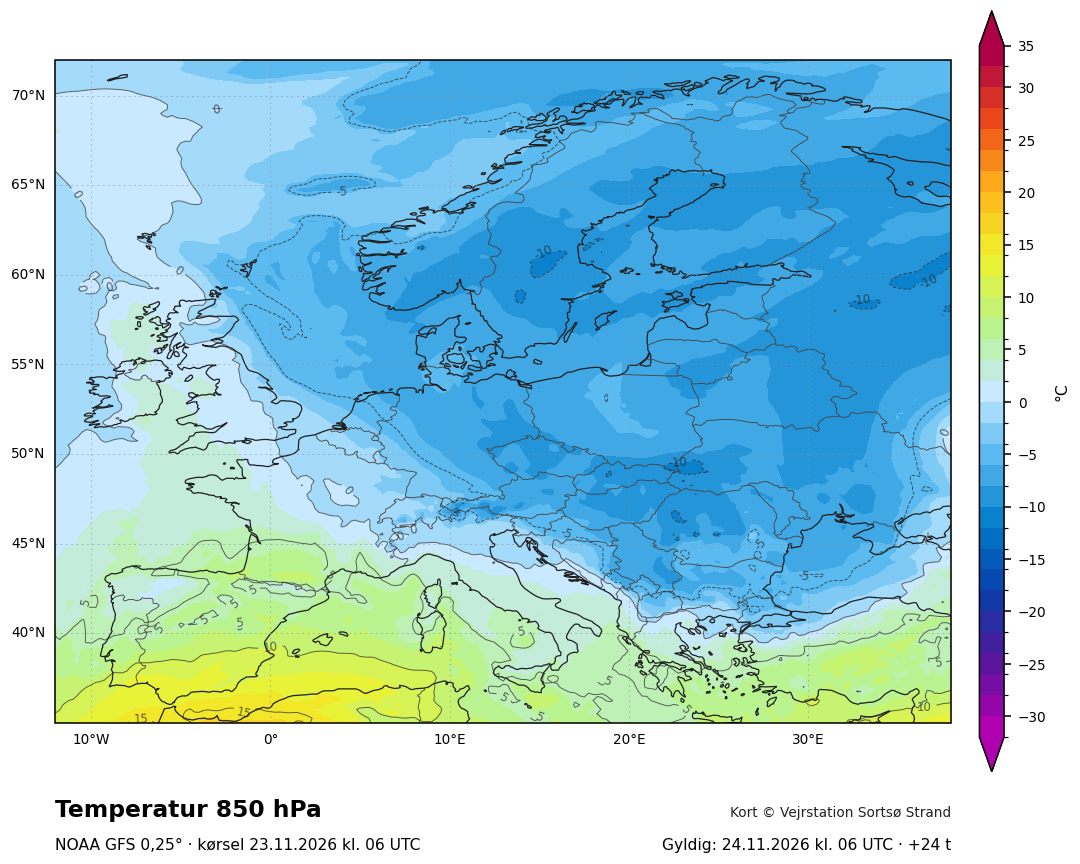 70°N
65°N
60°N
55°N
50°N
45°N
40°N
10°W 0° 10°E 20°E 30°E
35
30
25
20
15
10
5
0
−5
−10
−15
−20
−25
−30
°C
Temperatur 850 hPa
Kort © Vejrstation Sortsø Strand
NOAA GFS 0,25° · kørsel 23.11.2026 kl. 06 UTC
Gyldig: 24.11.2026 kl. 06 UTC · +24 t